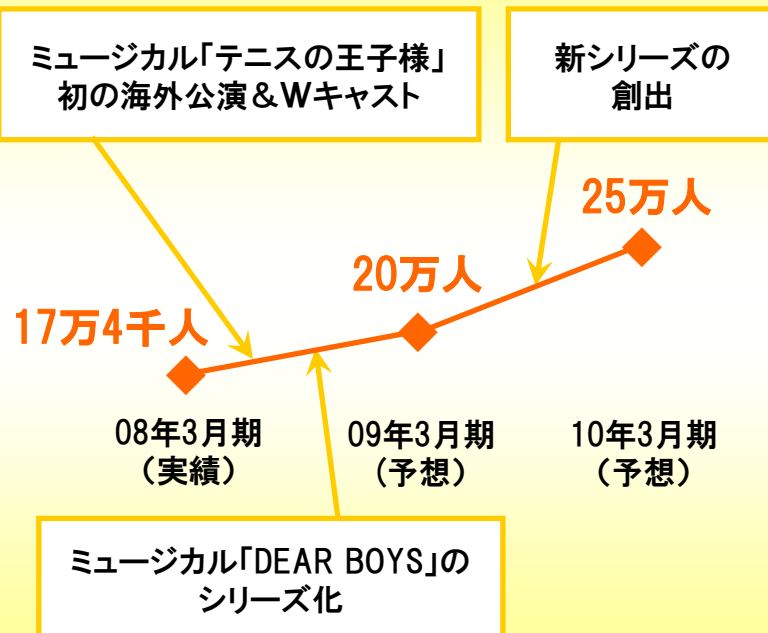 ミュージカル「テニスの王子様」
初の海外公演＆Wキャスト
新シリーズの
創出
25万人
20万人
17万4千人
08年3月期
（実績）
09年3月期
（予想）
10年3月期
（予想）
ミュージカル「DEAR BOYS」の
シリーズ化